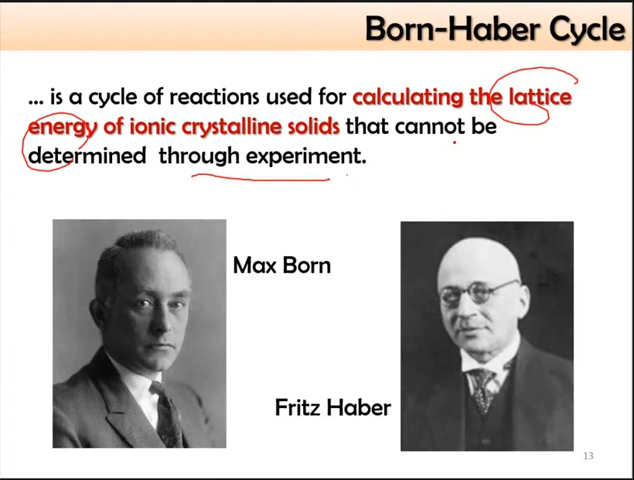 Born-Haber Cycle
... is a cycle of reactions used for calculating the lattice
energy of ionic crystalline solids that cannot be
determined through experiment.
Max Born
Fritz Haber
13